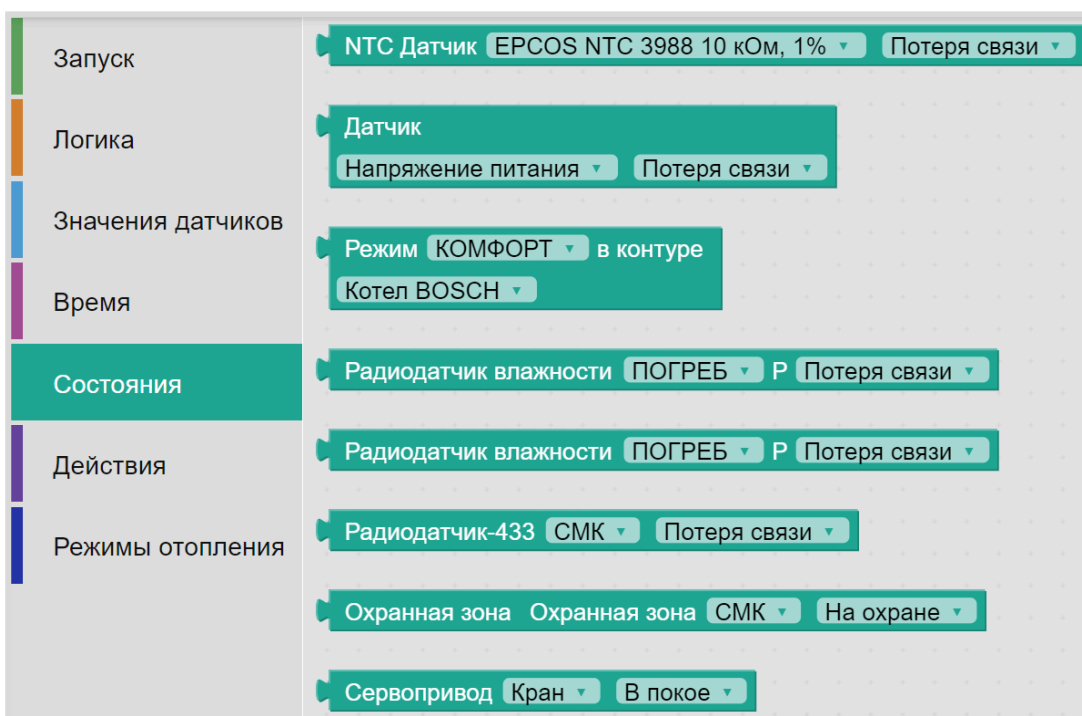 Запуск
Логика
Значения датчиков
Время
Состояния
Действия
Режимы отопления
NTC Датчик EPCOS NTC 3988 10 кОм, 1% Потеря связи
Датчик
Напряжение питания Потеря связи
Режим КОМФОРТ в контуре
Котел BOSCH
Радиодатчик влажности ПОГРЕБ Р Потеря связи
Радиодатчик влажности ПОГРЕБ Р Потеря связи
Радиодатчик-433 СМК Потеря связи
Охранная зона Охранная зона СМК На охране
Сервопривод Кран В покое